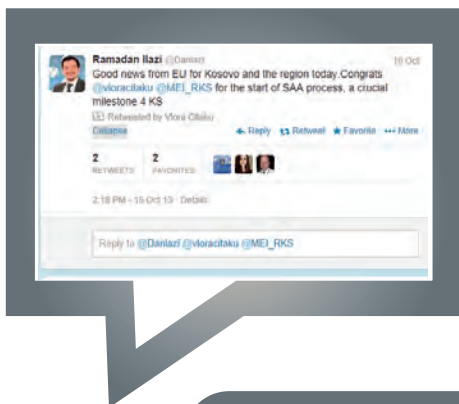 Ramadan Ilazi @Danlazi 16 Oct
Good news from EU for Kosovo and the region today.Congrats
@vloracitaku @MEI_RKS for the start of SAA process, a crucial
milestone 4 KS
Retweeted by Vlora Citaku
Collapse Reply Retweet Favorite More
2 2
RETWEETS FAVORITES
2:18 PM - 16 Oct 13 · Details
Reply to @Danlazi @vloracitaku @MEI_RKS